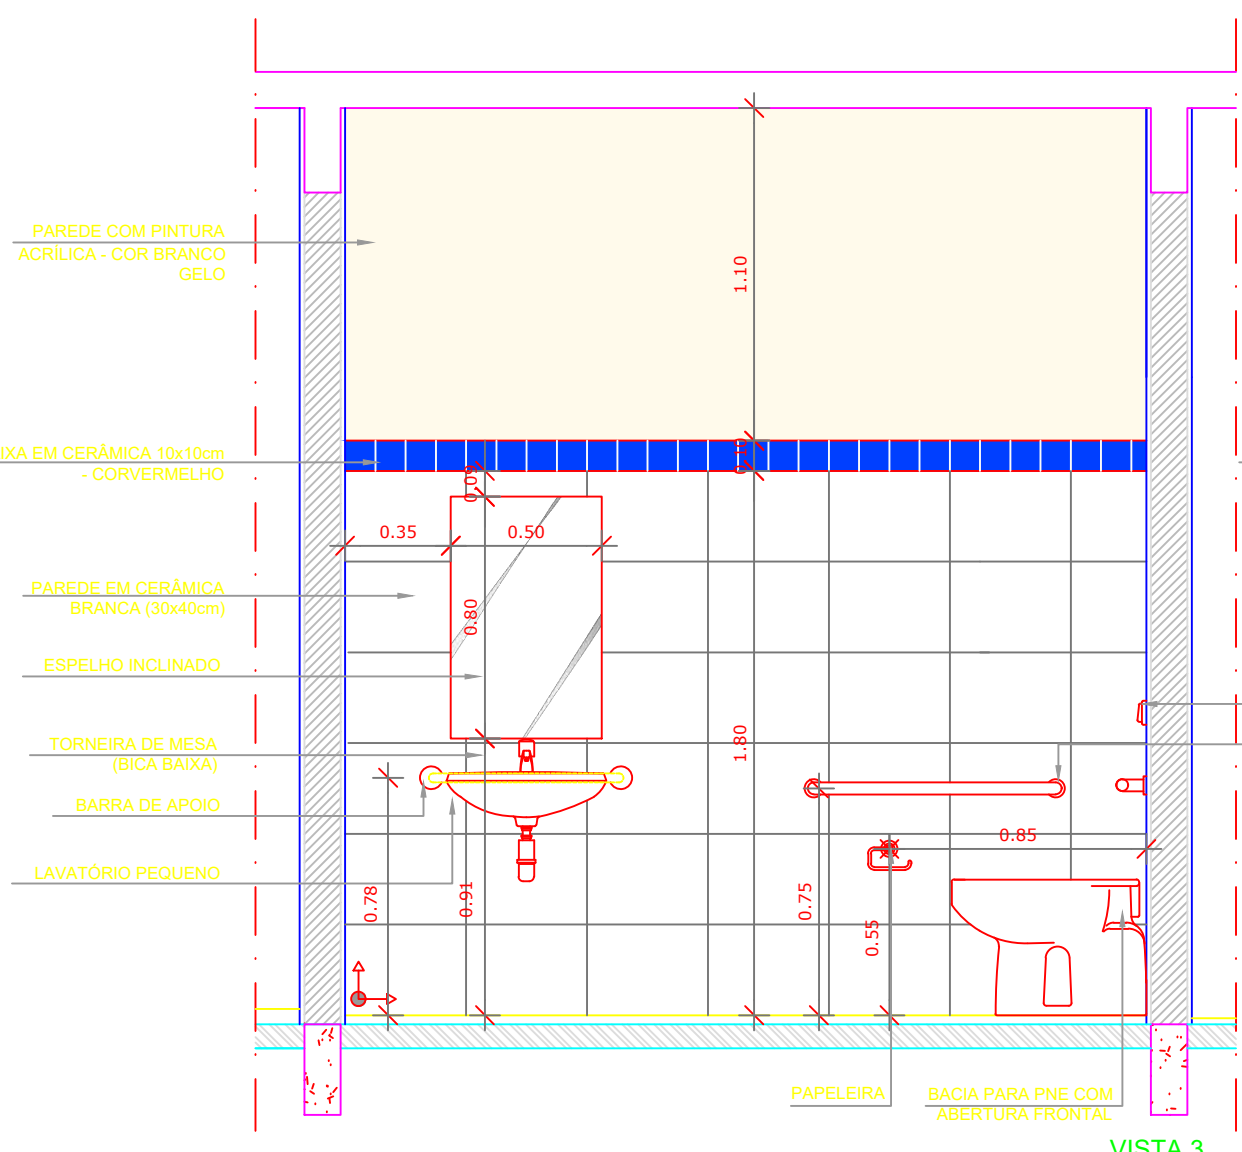 PAREDE COM PINTURA
ACRÍLICA - COR BRANCO
GELO
1.10
IXA EM CERÂMICA 10x10cm
- CORVERMELHO
0.10
0.09
0.35
0.50
PAREDE EM CERÂMICA
BRANCA (30x40cm)
0.80
ESPELHO INCLINADO
TORNEIRA DE MESA
(BICA BAIXA)
1.80
BARRA DE APOIO
0.85
LAVATÓRIO PEQUENO
0.78
0.91
0.75
0.55
PAPELEIRA
BACIA PARA PNE COM
ABERTURA FRONTAL
VISTA 3